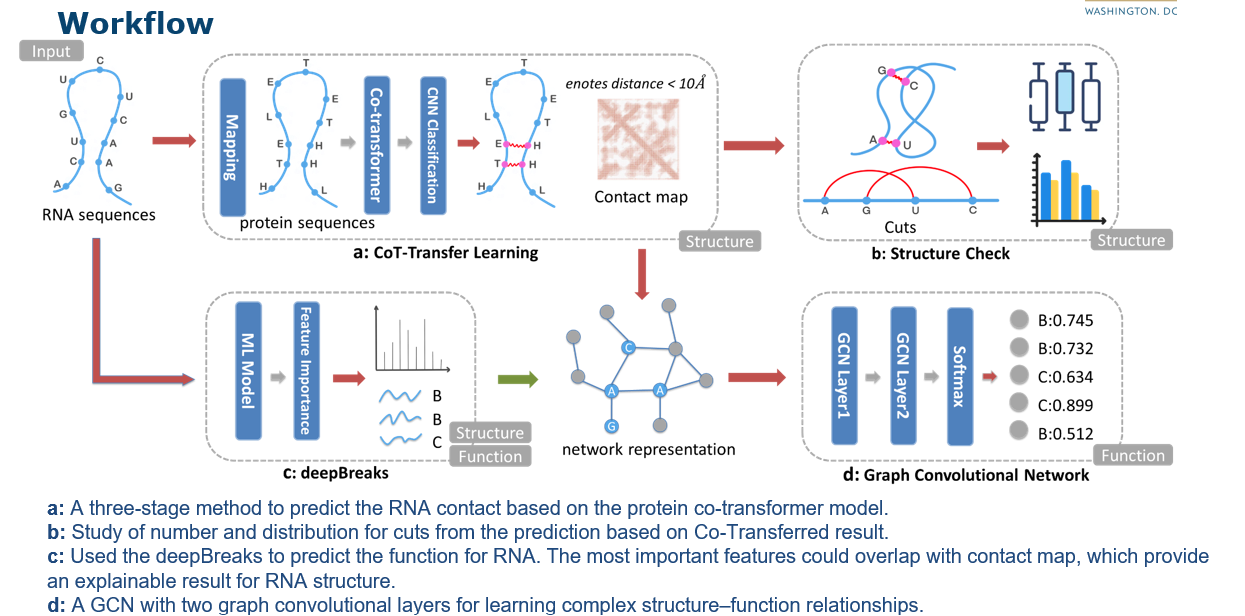 WASHINGTON, DC
Workflow
Input
C
U
U
G
C
U
A
C
A
A
G
RNA sequences
Mapping
T
E
E
L
T
E
H
T
H
H
L
protein sequences
Co-transformer
CNN Classification
T
E
E
L
T
E
H
T
H
H
L
enotes distance < 10Å
Contact map
Structure
a: CoT-Transfer Learning
G
C
A
U
A
G
U
C
Cuts
Structure
b: Structure Check
ML Model
Feature Importance
B
B
C
Structure
Function
c: deepBreaks
C
A
A
G
network representation
GCN Layer1
GCN Layer2
Softmax
B:0.745
B:0.732
C:0.634
C:0.899
B:0.512
Function
d: Graph Convolutional Network
a: A three-stage method to predict the RNA contact based on the protein co-transformer model.
b: Study of number and distribution for cuts from the prediction based on Co-Transferred result.
c: Used the deepBreaks to predict the function for RNA. The most important features could overlap with contact map, which provide
an explainable result for RNA structure.
d: A GCN with two graph convolutional layers for learning complex structure–function relationships.